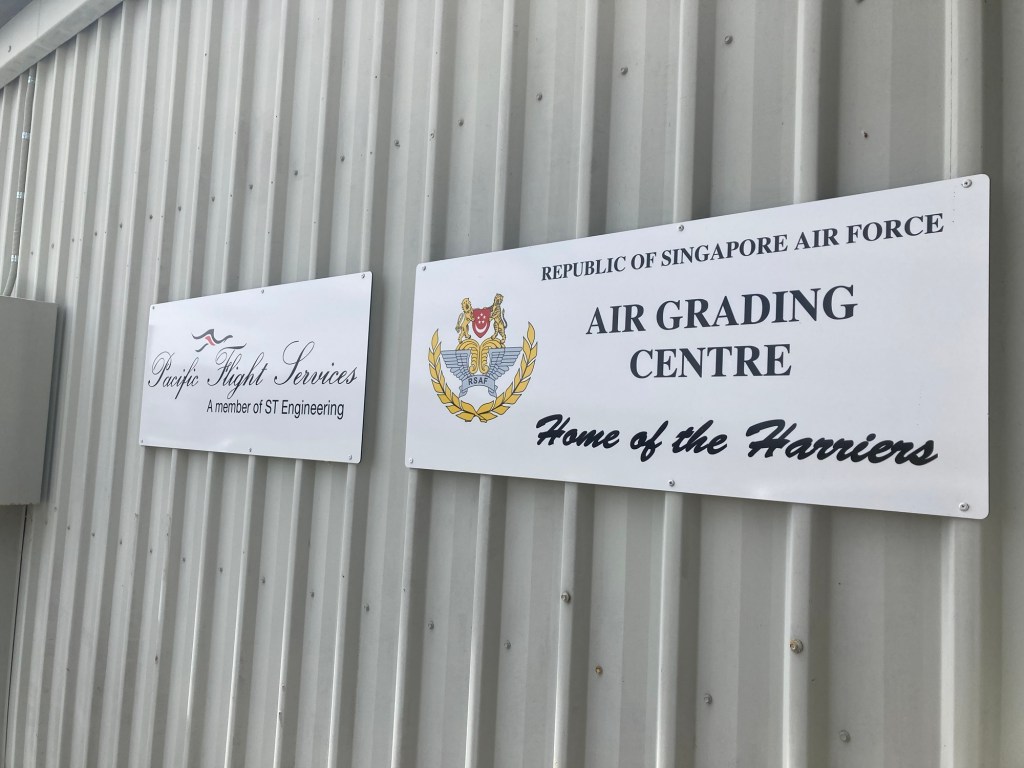 Pacific Flight Services
A member of ST Engineering
REPUBLIC OF SINGAPORE AIR FORCE
AIR GRADING
CENTRE
RSAF
Home of the Harriers